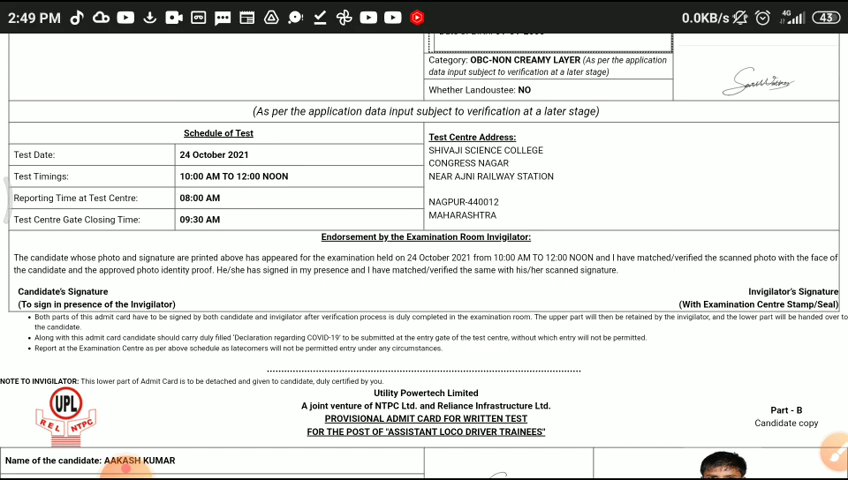 2:49 PM
0.0KB/s 4G 43
Category: OBC-NON CREAMY LAYER (As per the application
data input subject to verification at a later stage)
Whether Landoustee: NO
(As per the application data input subject to verification at a later stage)
Schedule of Test
Test Date: 24 October 2021
Test Timings: 10:00 AM TO 12:00 NOON
Reporting Time at Test Centre: 08:00 AM
Test Centre Gate Closing Time: 09:30 AM
Test Centre Address:
SHIVAJI SCIENCE COLLEGE
CONGRESS NAGAR
NEAR AJNI RAILWAY STATION
NAGPUR-440012
MAHARASHTRA
Endorsement by the Examination Room Invigilator:
The candidate whose photo and signature are printed above has appeared for the examination held on 24 October 2021 from 10:00 AM TO 12:00 NOON and I have matched/verified the scanned photo with the face of
the candidate and the approved photo identity proof. He/she has signed in my presence and I have matched/verified the same with his/her scanned signature.
Candidate's Signature
(To sign in presence of the Invigilator)
Invigilator's Signature
(With Examination Centre Stamp/Seal)
• Both parts of this admit card have to be signed by both candidate and invigilator after verification process is duly completed in the examination room. The upper part will then be retained by the invigilator, and the lower part will be handed over to
the candidate.
• Along with this admit card candidate should carry duly filled 'Declaration regarding COVID-19' to be submitted at the entry gate of the test centre, without which entry will not be permitted.
• Report at the Examination Centre as per above schedule as latecomers will not be permitted entry under any circumstances.
NOTE TO INVIGILATOR: This lower part of Admit Card is to be detached and given to candidate, duly certified by you.
UPL
REL NTPC
Utility Powertech Limited
A joint venture of NTPC Ltd. and Reliance Infrastructure Ltd.
PROVISIONAL ADMIT CARD FOR WRITTEN TEST
FOR THE POST OF "ASSISTANT LOCO DRIVER TRAINEES"
Part - B
Candidate copy
Name of the candidate: AAKASH KUMAR